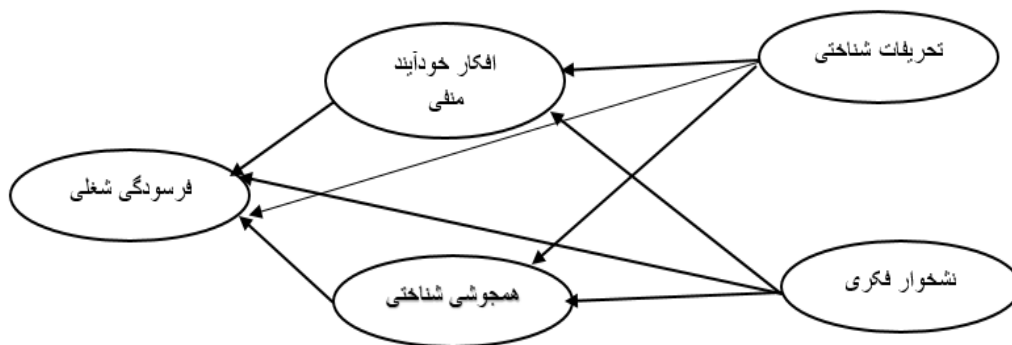 تحریفات شناختی
افکار خودآیند
منفی
فرسودگی شغلی
نشخوار فکری
همجوشی شناختی